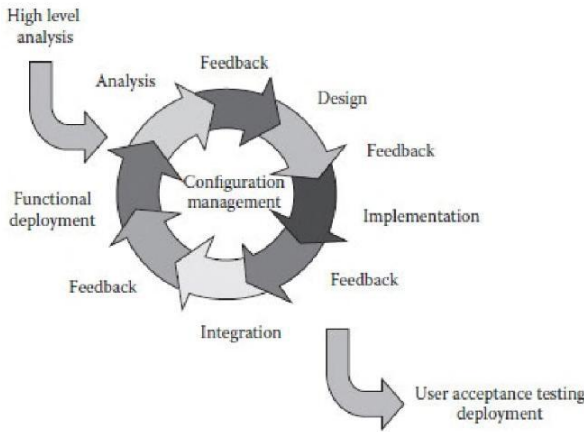 High level
analysis
Analysis
Feedback
Design
Feedback
Configuration
management
Functional
deployment
Implementation
Feedback
Feedback
Integration
User acceptance testing
deployment